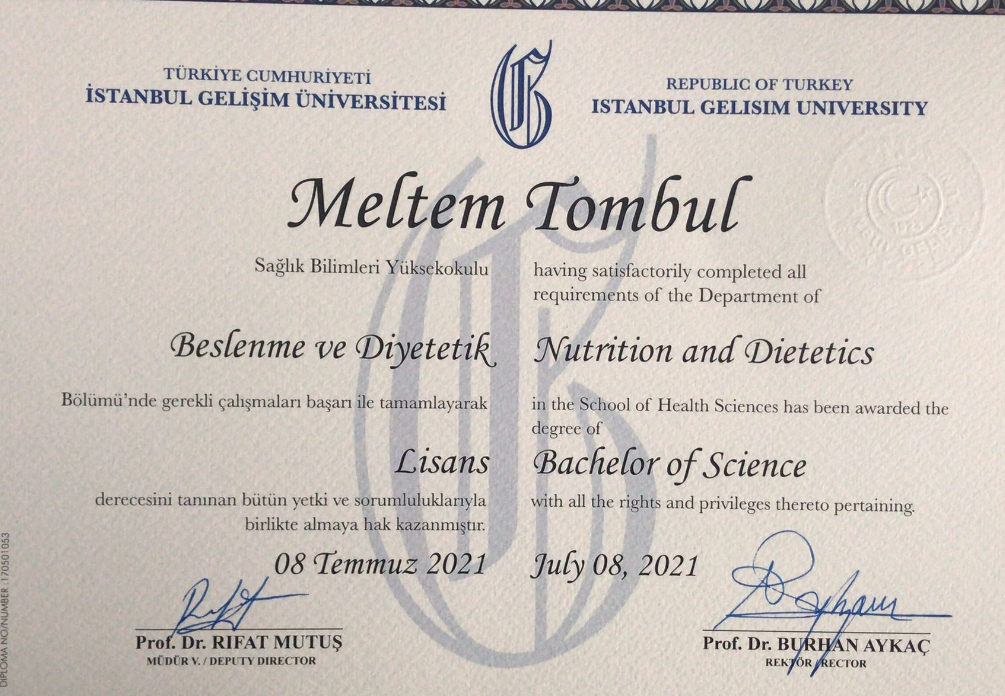 TÜRKİYE CUMHURİYETİ
İSTANBUL GELİŞİM ÜNİVERSİTESİ
REPUBLIC OF TURKEY
ISTANBUL GELISIM UNIVERSITY
Meltem Tombul
Sağlık Bilimleri Yüksekokulu
having satisfactorily completed all
requirements of the Department of
Beslenme ve Diyetetik
Nutrition and Dietetics
Bölümü'nde gerekli çalışmaları başarı ile tamamlayarak
in the School of Health Sciences has been awarded the
degree of
Lisans
Bachelor of Science
derecesini tanınan bütün yetki ve sorumluluklarıyla
birlikte almaya hak kazanmıştır.
with all the rights and privileges thereto pertaining.
08 Temmuz 2021
July 08, 2021
Prof. Dr. RIFAT MUTUŞ
MÜDÜR V. / DEPUTY DIRECTOR
Prof. Dr. BURHAN AYKAÇ
REKTÖR / RECTOR
DIPLOMA NO/NUMBER : 170501053